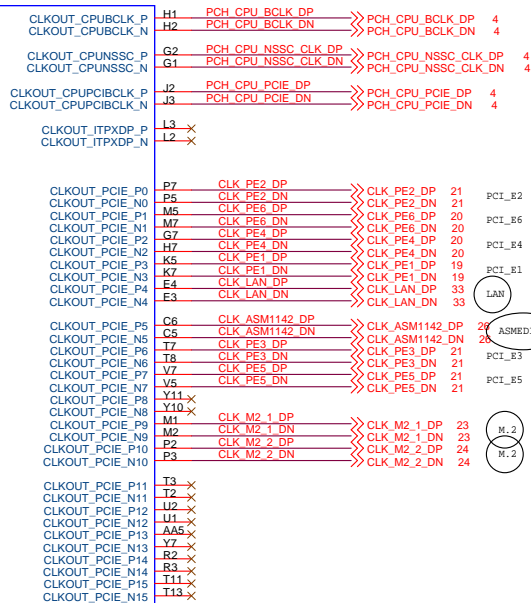 CLKOUT_CPUBCLK_P H1 PCH_CPU_BCLK_DP PCH_CPU_BCLK_DP 4
CLKOUT_CPUBCLK_N H2 PCH_CPU_BCLK_DN PCH_CPU_BCLK_DN 4
CLKOUT_CPUNSSC_P G2 PCH_CPU_NSSC_CLK_DP PCH_CPU_NSSC_CLK_DP 4
CLKOUT_CPUNSSC_N G1 PCH_CPU_NSSC_CLK_DN PCH_CPU_NSSC_CLK_DN 4
CLKOUT_CPUPCIBCLK_P J2 PCH_CPU_PCIE_DP PCH_CPU_PCIE_DP 4
CLKOUT_CPUPCIBCLK_N J3 PCH_CPU_PCIE_DN PCH_CPU_PCIE_DN 4
CLKOUT_ITPXDP_P L3
CLKOUT_ITPXDP_N L2
CLKOUT_PCIE_P0 P7 CLK_PE2_DP CLK_PE2_DP 21 PCI_E2
CLKOUT_PCIE_N0 P5 CLK_PE2_DN CLK_PE2_DN 21
CLKOUT_PCIE_P1 M5 CLK_PE6_DP CLK_PE6_DP 20 PCI_E6
CLKOUT_PCIE_N1 M7 CLK_PE6_DN CLK_PE6_DN 20
CLKOUT_PCIE_P2 G7 CLK_PE4_DP CLK_PE4_DP 20 PCI_E4
CLKOUT_PCIE_N2 H7 CLK_PE4_DN CLK_PE4_DN 20
CLKOUT_PCIE_P3 K5 CLK_PE1_DP CLK_PE1_DP 19 PCI_E1
CLKOUT_PCIE_N3 K7 CLK_PE1_DN CLK_PE1_DN 19
CLKOUT_PCIE_P4 E4 CLK_LAN_DP CLK_LAN_DP 33 LAN
CLKOUT_PCIE_N4 E3 CLK_LAN_DN CLK_LAN_DN 33
CLKOUT_PCIE_P5 C6 CLK_ASM1142_DP CLK_ASM1142_DP 26
CLKOUT_PCIE_N5 C5 CLK_ASM1142_DN CLK_ASM1142_DN 26
CLKOUT_PCIE_P6 T7 CLK_PE3_DP CLK_PE3_DP 21 PCI_E3
CLKOUT_PCIE_N6 T8 CLK_PE3_DN CLK_PE3_DN 21
CLKOUT_PCIE_P7 V7 CLK_PE5_DP CLK_PE5_DP 21 PCI_E5
CLKOUT_PCIE_N7 V5 CLK_PE5_DN CLK_PE5_DN 21
CLKOUT_PCIE_P8 Y11
CLKOUT_PCIE_N8 Y10
CLKOUT_PCIE_P9 M1 CLK_M2_1_DP CLK_M2_1_DP 23 M.2
CLKOUT_PCIE_N9 M2 CLK_M2_1_DN CLK_M2_1_DN 23
CLKOUT_PCIE_P10 P2 CLK_M2_2_DP CLK_M2_2_DP 24 M.2
CLKOUT_PCIE_N10 P3 CLK_M2_2_DN CLK_M2_2_DN 24
CLKOUT_PCIE_P11 T3
CLKOUT_PCIE_N11 T2
CLKOUT_PCIE_P12 U2
CLKOUT_PCIE_N12 U1
CLKOUT_PCIE_P13 AA5
CLKOUT_PCIE_N13 Y7
CLKOUT_PCIE_P14 R2
CLKOUT_PCIE_N14 R3
CLKOUT_PCIE_P15 T11
CLKOUT_PCIE_N15 T13